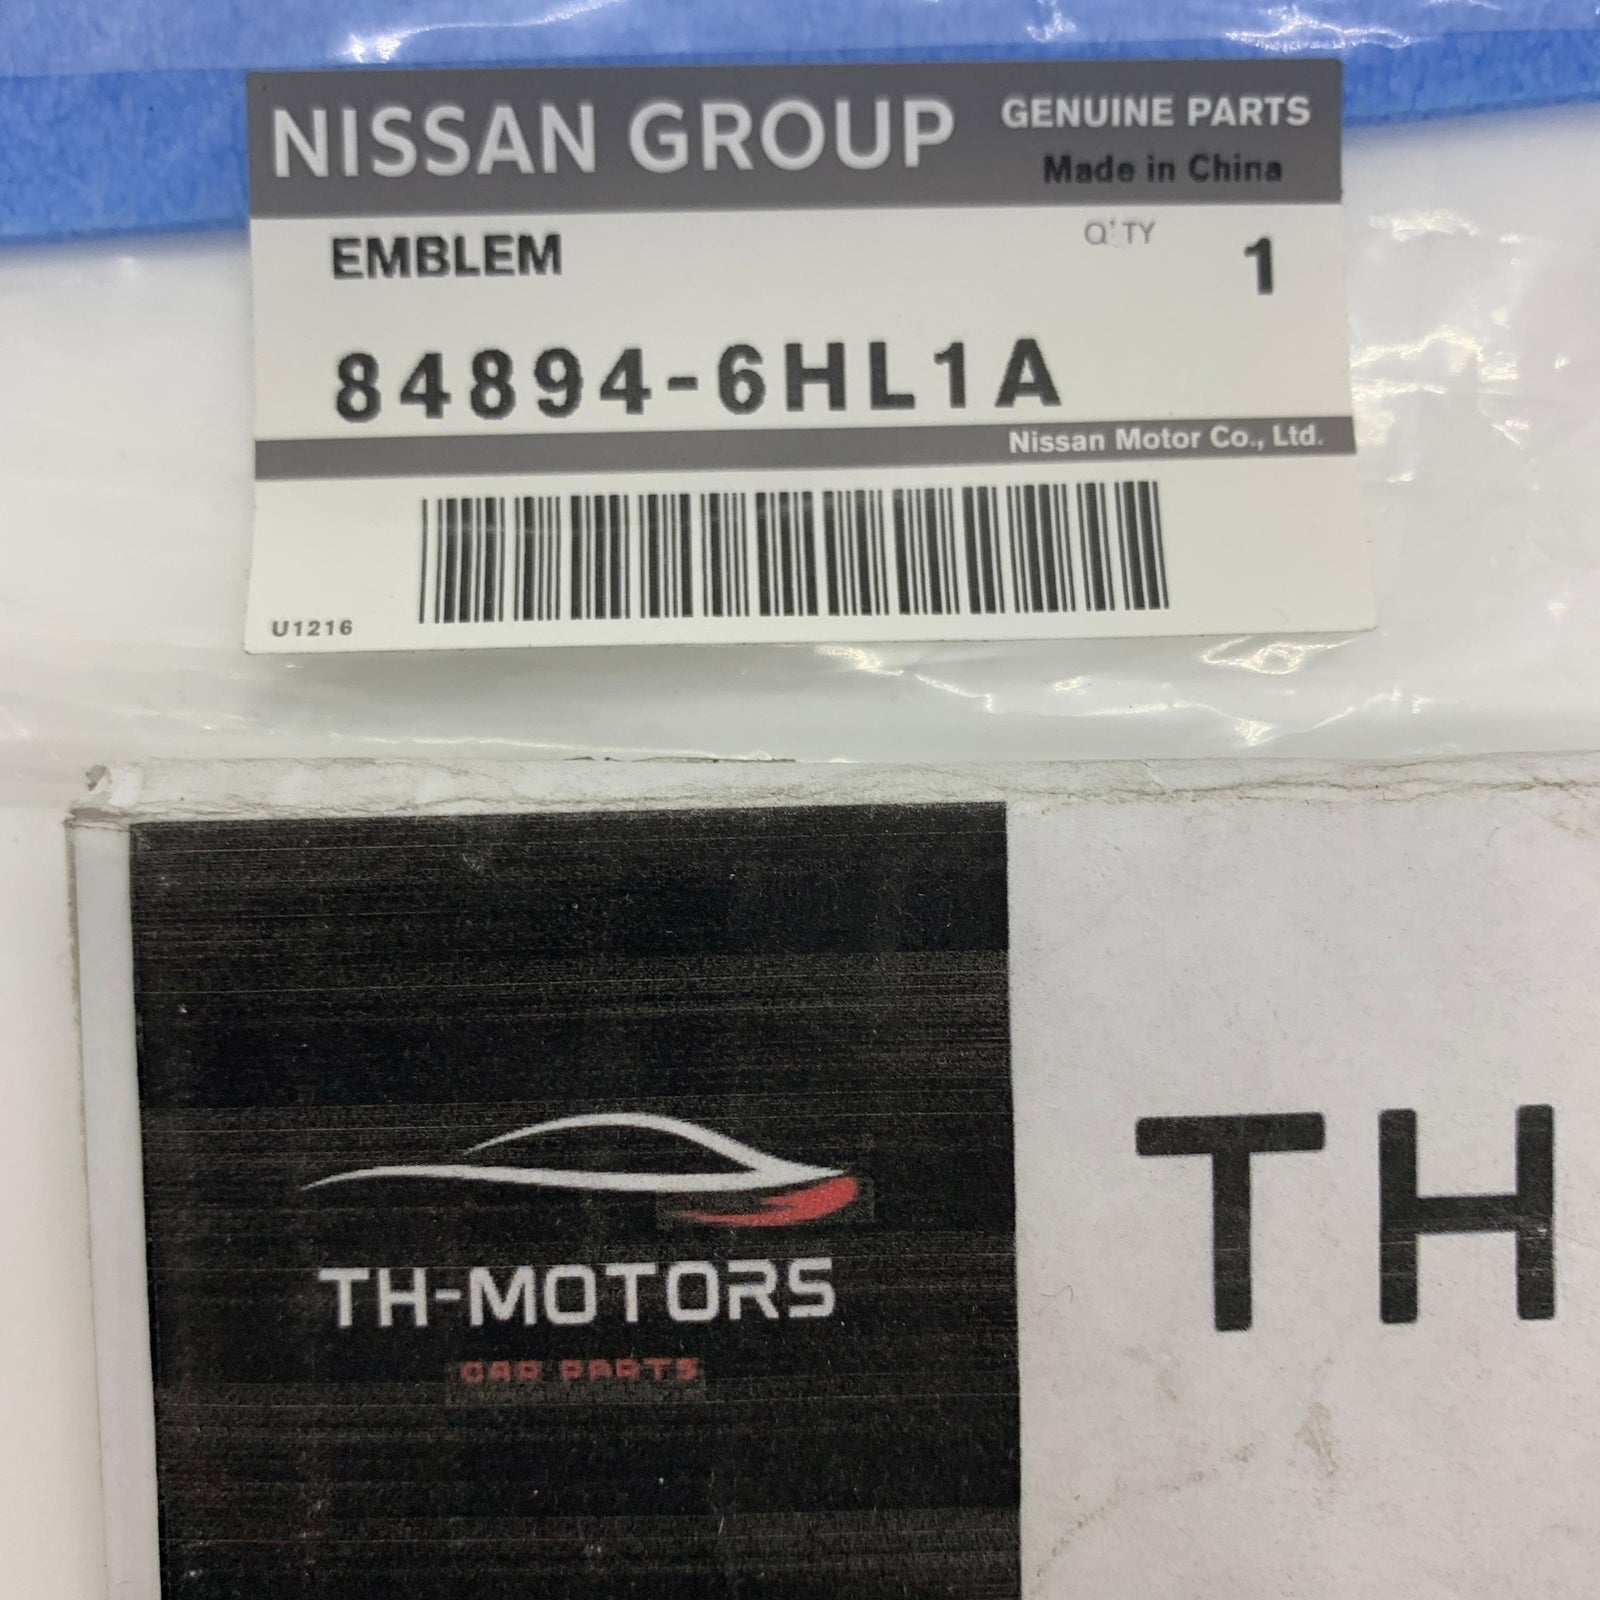 NISSAN GROUP
GENUINE PARTS
Made in China
EMBLEM
Q'TY 1
84894-6HL1A
Nissan Motor Co., Ltd.
U1216
TH-MOTORS
CAR PARTS
TH